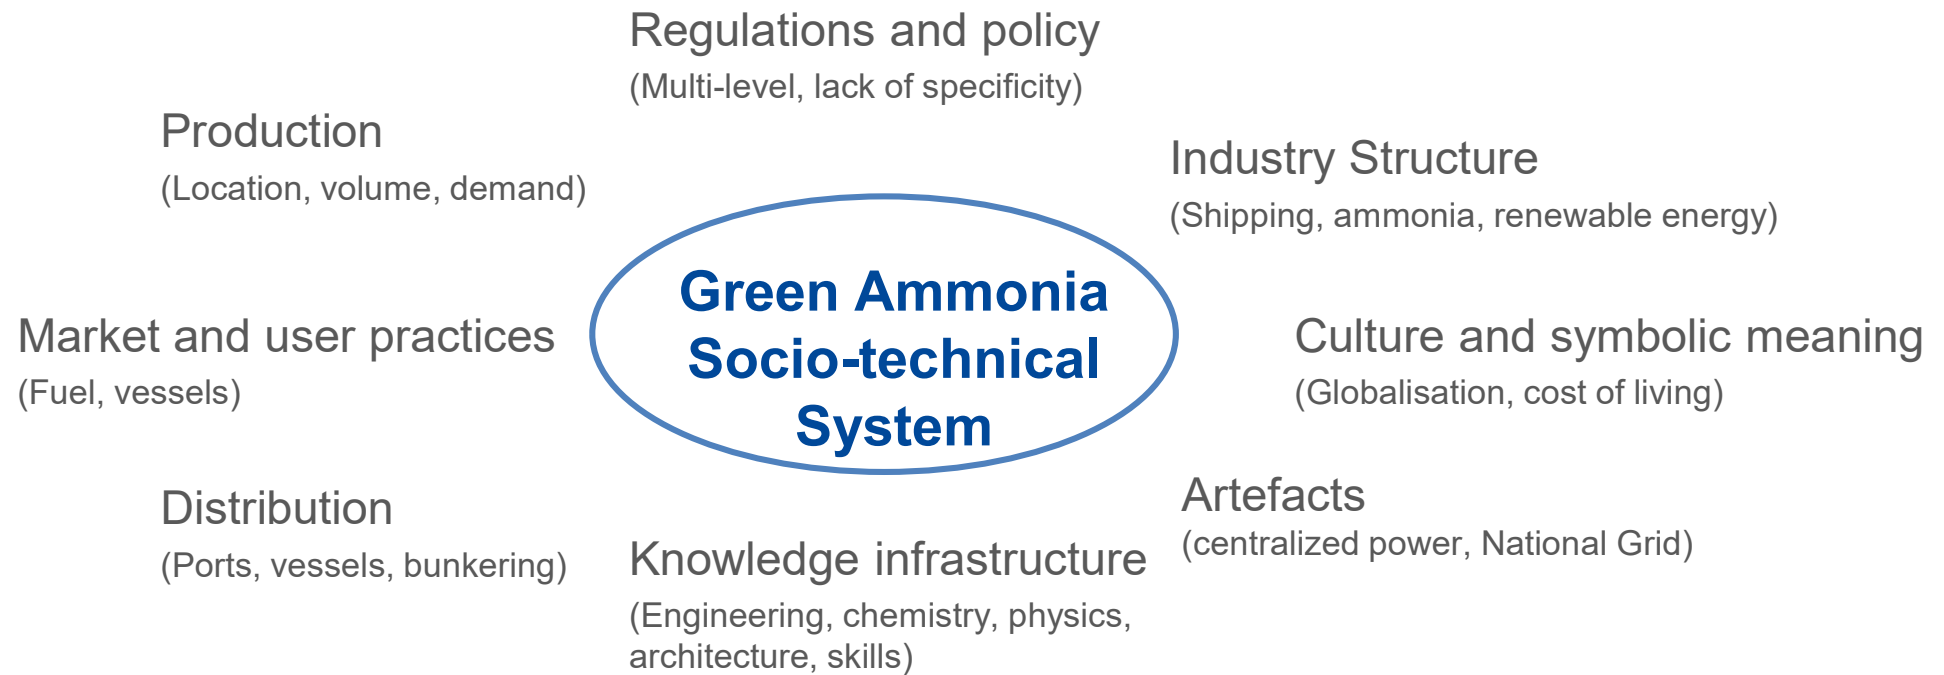 Regulations and policy
(Multi-level, lack of specificity)
Production
(Location, volume, demand)
Industry Structure
(Shipping, ammonia, renewable energy)
Green Ammonia
Socio-technical
System
Market and user practices
(Fuel, vessels)
Culture and symbolic meaning
(Globalisation, cost of living)
Distribution
(Ports, vessels, bunkering)
Artefacts
(centralized power, National Grid)
Knowledge infrastructure
(Engineering, chemistry, physics,
architecture, skills)